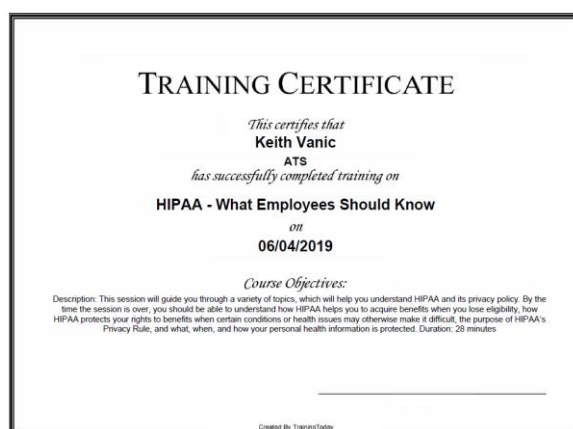 TRAINING CERTIFICATE
This certifies that
Keith Vanic
ATS
has successfully completed training on
HIPAA - What Employees Should Know
on
06/04/2019
Course Objectives:
Description: This session will guide you through a variety of topics, which will help you understand HIPAA and its privacy policy. By the
time the session is over, you should be able to understand how HIPAA helps you to acquire benefits when you lose eligibility, how
HIPAA protects your rights to benefits when certain conditions or health issues may otherwise make it difficult, the purpose of HIPAA's
Privacy Rule, and what, when, and how your personal health information is protected. Duration: 28 minutes
Created By TrainingToday